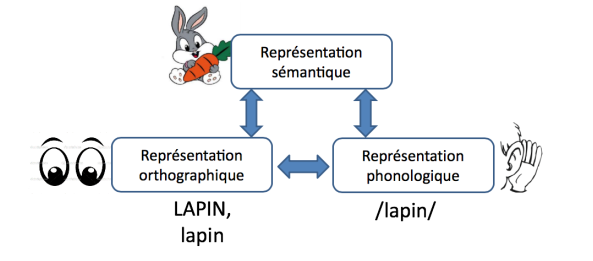 Représentation
sémantique
Représentation
orthographique
Représentation
phonologique
LAPIN,
lapin
/lapin/